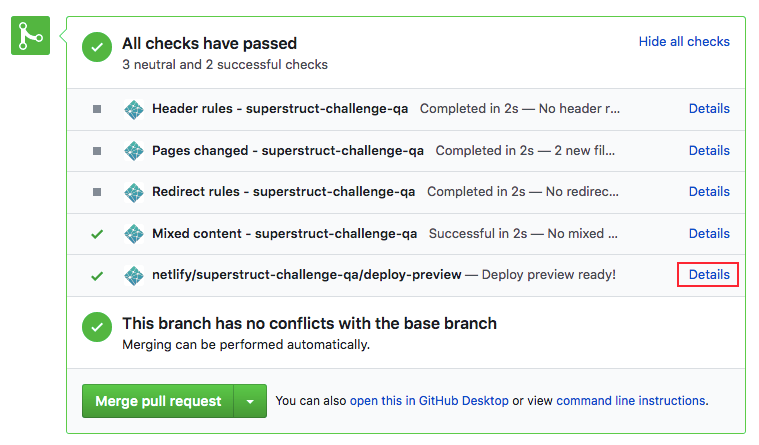 All checks have passed
Hide all checks
3 neutral and 2 successful checks
Header rules - superstruct-challenge-qa Completed in 2s — No header r... Details
Pages changed - superstruct-challenge-qa Completed in 2s — 2 new fil... Details
Redirect rules - superstruct-challenge-qa Completed in 2s — No redirec... Details
Mixed content - superstruct-challenge-qa Successful in 2s — No mixed ... Details
netlify/superstruct-challenge-qa/deploy-preview — Deploy preview ready! Details
This branch has no conflicts with the base branch
Merging can be performed automatically.
Merge pull request You can also open this in GitHub Desktop or view command line instructions.